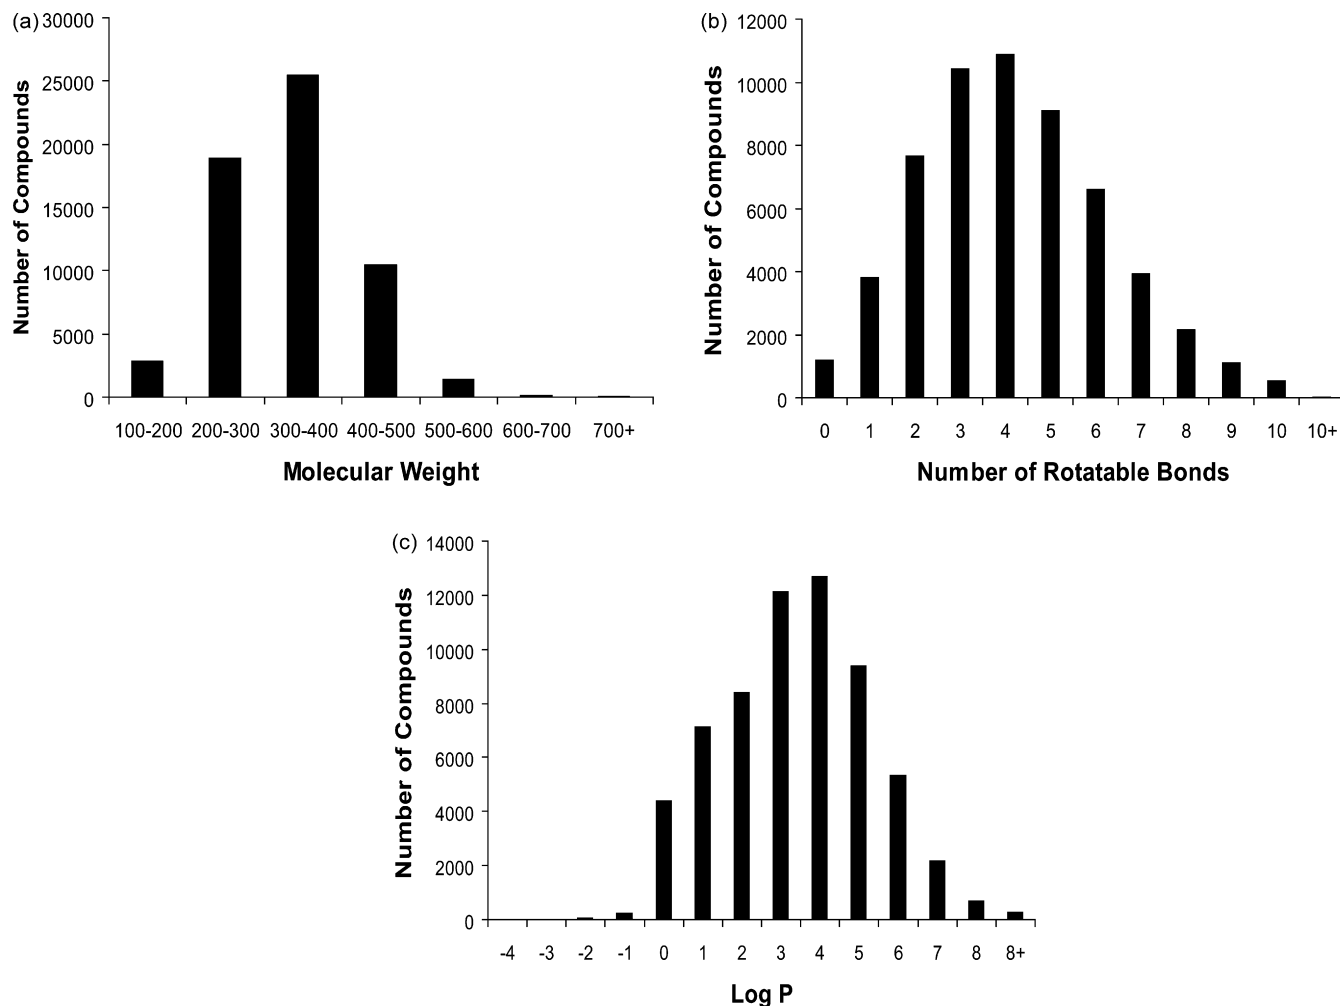 (a)
30000
25000
20000
15000
10000
5000
0
Number of Compounds
100-200 200-300 300-400 400-500 500-600 600-700 700+
Molecular Weight
(b)
12000
10000
8000
6000
4000
2000
0
Number of Compounds
0 1 2 3 4 5 6 7 8 9 10 10+
Number of Rotatable Bonds
(c)
14000
12000
10000
8000
6000
4000
2000
0
Number of Compounds
-4 -3 -2 -1 0 1 2 3 4 5 6 7 8 8+
Log P